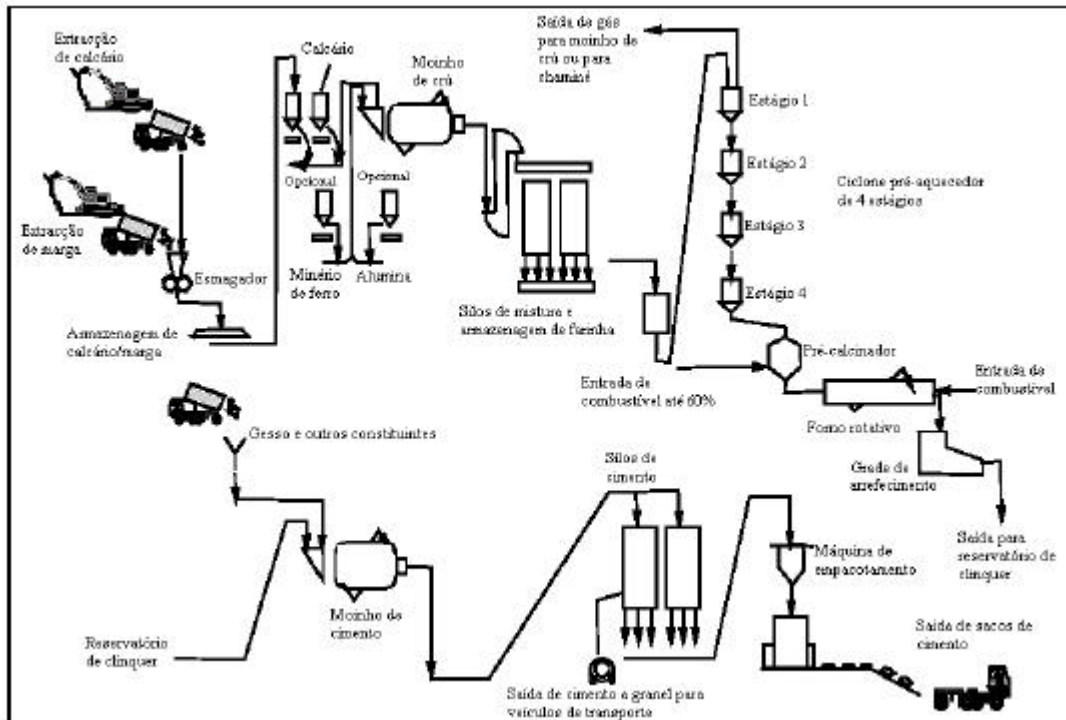 Extracção
de calcário
Calcário
Moinho
de crú
Saída de gás
para moinho de
crú ou para
chaminé
Estágio 1
Estágio 2
Estágio 3
Estágio 4
Ciclone pré-aquecedor
de 4 estágios
Opcional
Opcional
Extracção
de marga
Esmagador
Minério
de ferro
Alumina
Silos de mistura e
armazenagem de farinha
Armazenagem de
calcário/marga
Pré-calcinador
Entrada de
combustível até 60%
Entrada de
combustível
Forno rotativo
Grade de
arrefecimento
Saída para
reservatório de
clinquer
Gesso e outros constituintes
Silos de
cimento
Moinho de
cimento
Máquina de
empacotamento
Reservatório
de clinquer
Saída de cimento a granel para
veículos de transporte
Saída de sacos de
cimento